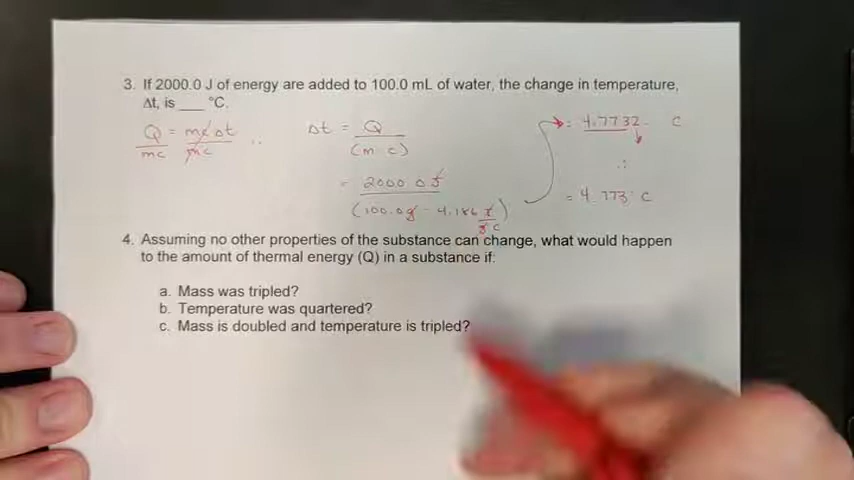 3. If 2000.0 J of energy are added to 100.0 mL of water, the change in temperature,
Δt, is ___ °C.
Q = mcΔt
mc mc
∴
Δt = Q
(m c)
= 2000.0J
(100.0g · 4.186 J
g°C)
= 4.7732°C
∴
= 4.773°C
4. Assuming no other properties of the substance can change, what would happen
to the amount of thermal energy (Q) in a substance if:
a. Mass was tripled?
b. Temperature was quartered?
c. Mass is doubled and temperature is tripled?